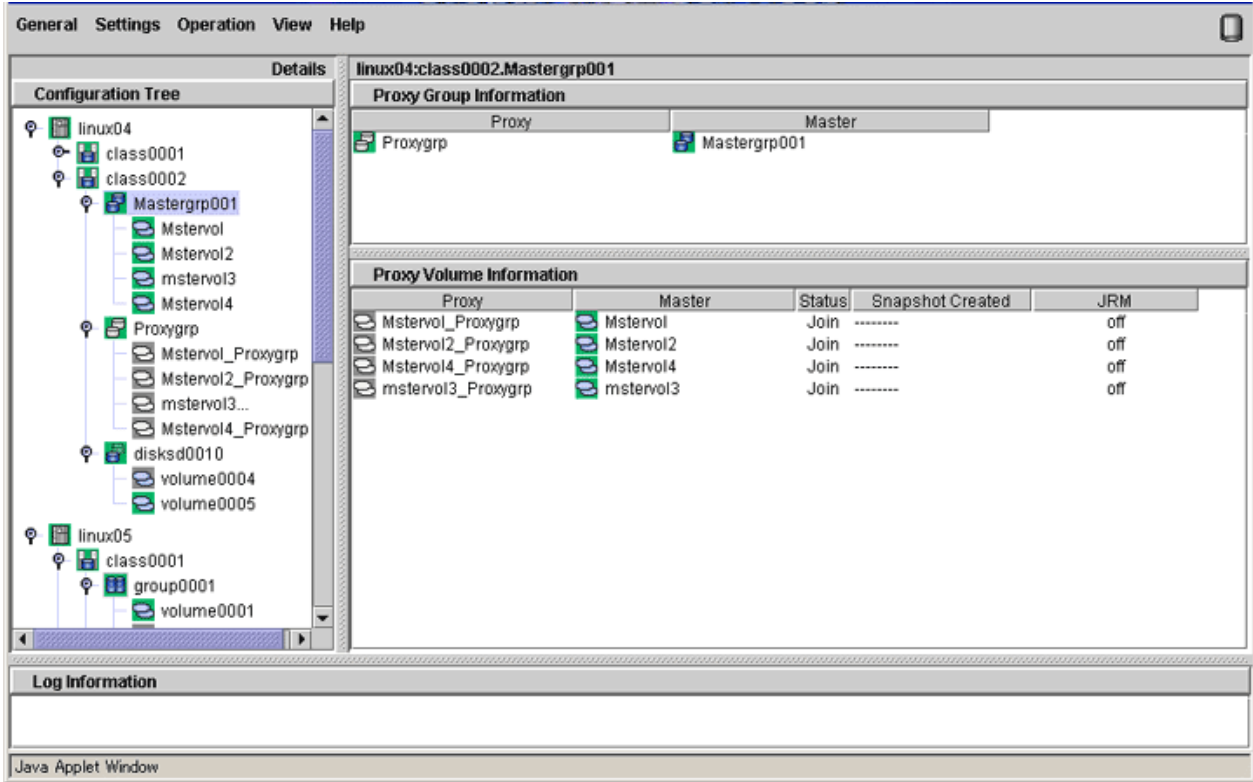 General Settings Operation View Help
Details
Configuration Tree
linux04
class0001
class0002
Mastergrp001
Mstervol
Mstervol2
mstervol3
Mstervol4
Proxygrp
Mstervol_Proxygrp
Mstervol2_Proxygrp
mstervol3...
Mstervol4_Proxygrp
disksd0010
volume0004
volume0005
linux05
class0001
group0001
volume0001
linux04:class0002.Mastergrp001
Proxy Group Information
Proxy Master
Proxygrp Mastergrp001
Proxy Volume Information
Proxy Master Status Snapshot Created JRM
Mstervol_Proxygrp Mstervol Join -------- off
Mstervol2_Proxygrp Mstervol2 Join -------- off
Mstervol4_Proxygrp Mstervol4 Join -------- off
mstervol3_Proxygrp mstervol3 Join -------- off
Log Information
Java Applet Window